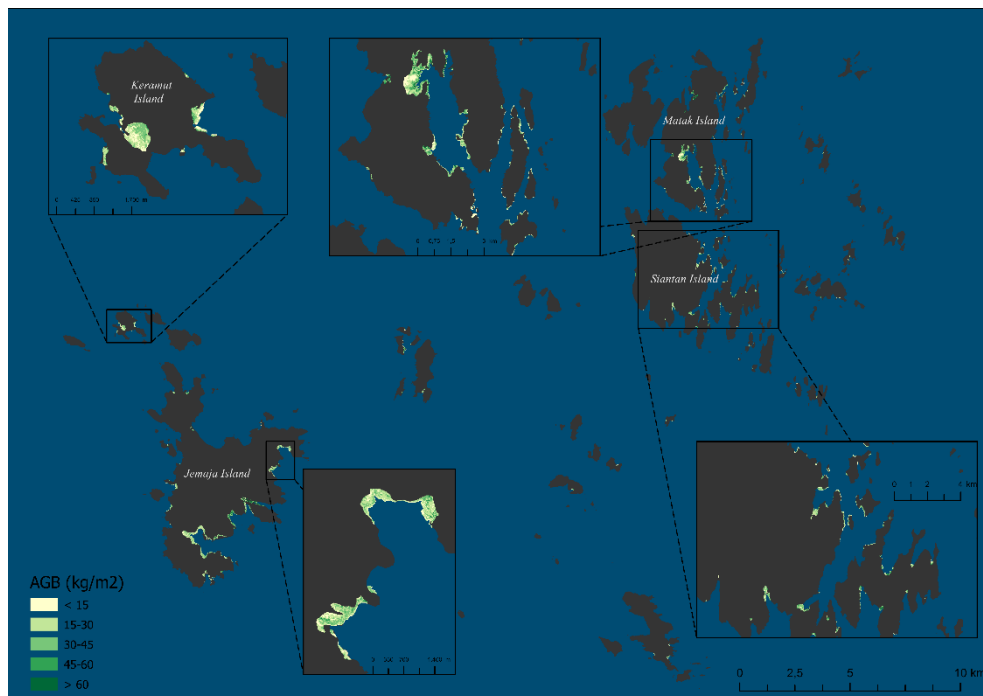 Keramut
Island
Matak Island
Siantan Island
Jemaja Island
0 1 2 4 km
AGB (kg/m2)
< 15
15-30
30-45
45-60
> 60
0 2.5 5 10 km